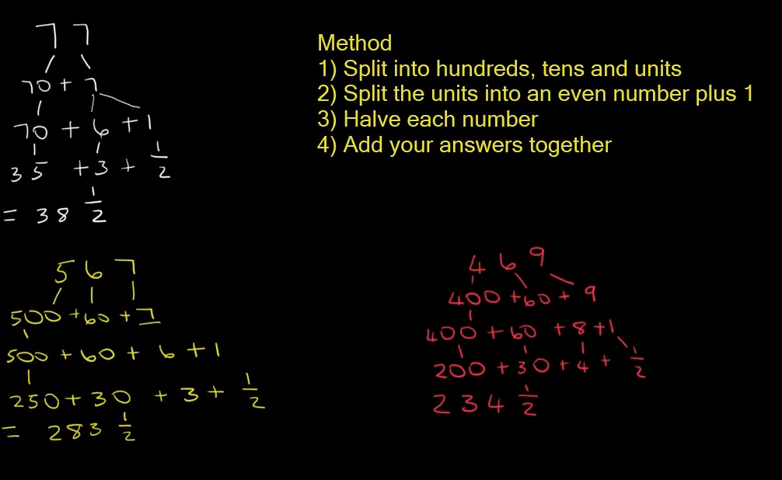 77
70 + 7
70 + 6 + 1
35 + 3 + 1/2
= 38 1/2
Method
1) Split into hundreds, tens and units
2) Split the units into an even number plus 1
3) Halve each number
4) Add your answers together
567
500 + 60 + 7
500 + 60 + 6 + 1
250 + 30 + 3 + 1/2
= 283 1/2
469
400 + 60 + 9
400 + 60 + 8 + 1
200 + 30 + 4 + 1/2
234 1/2